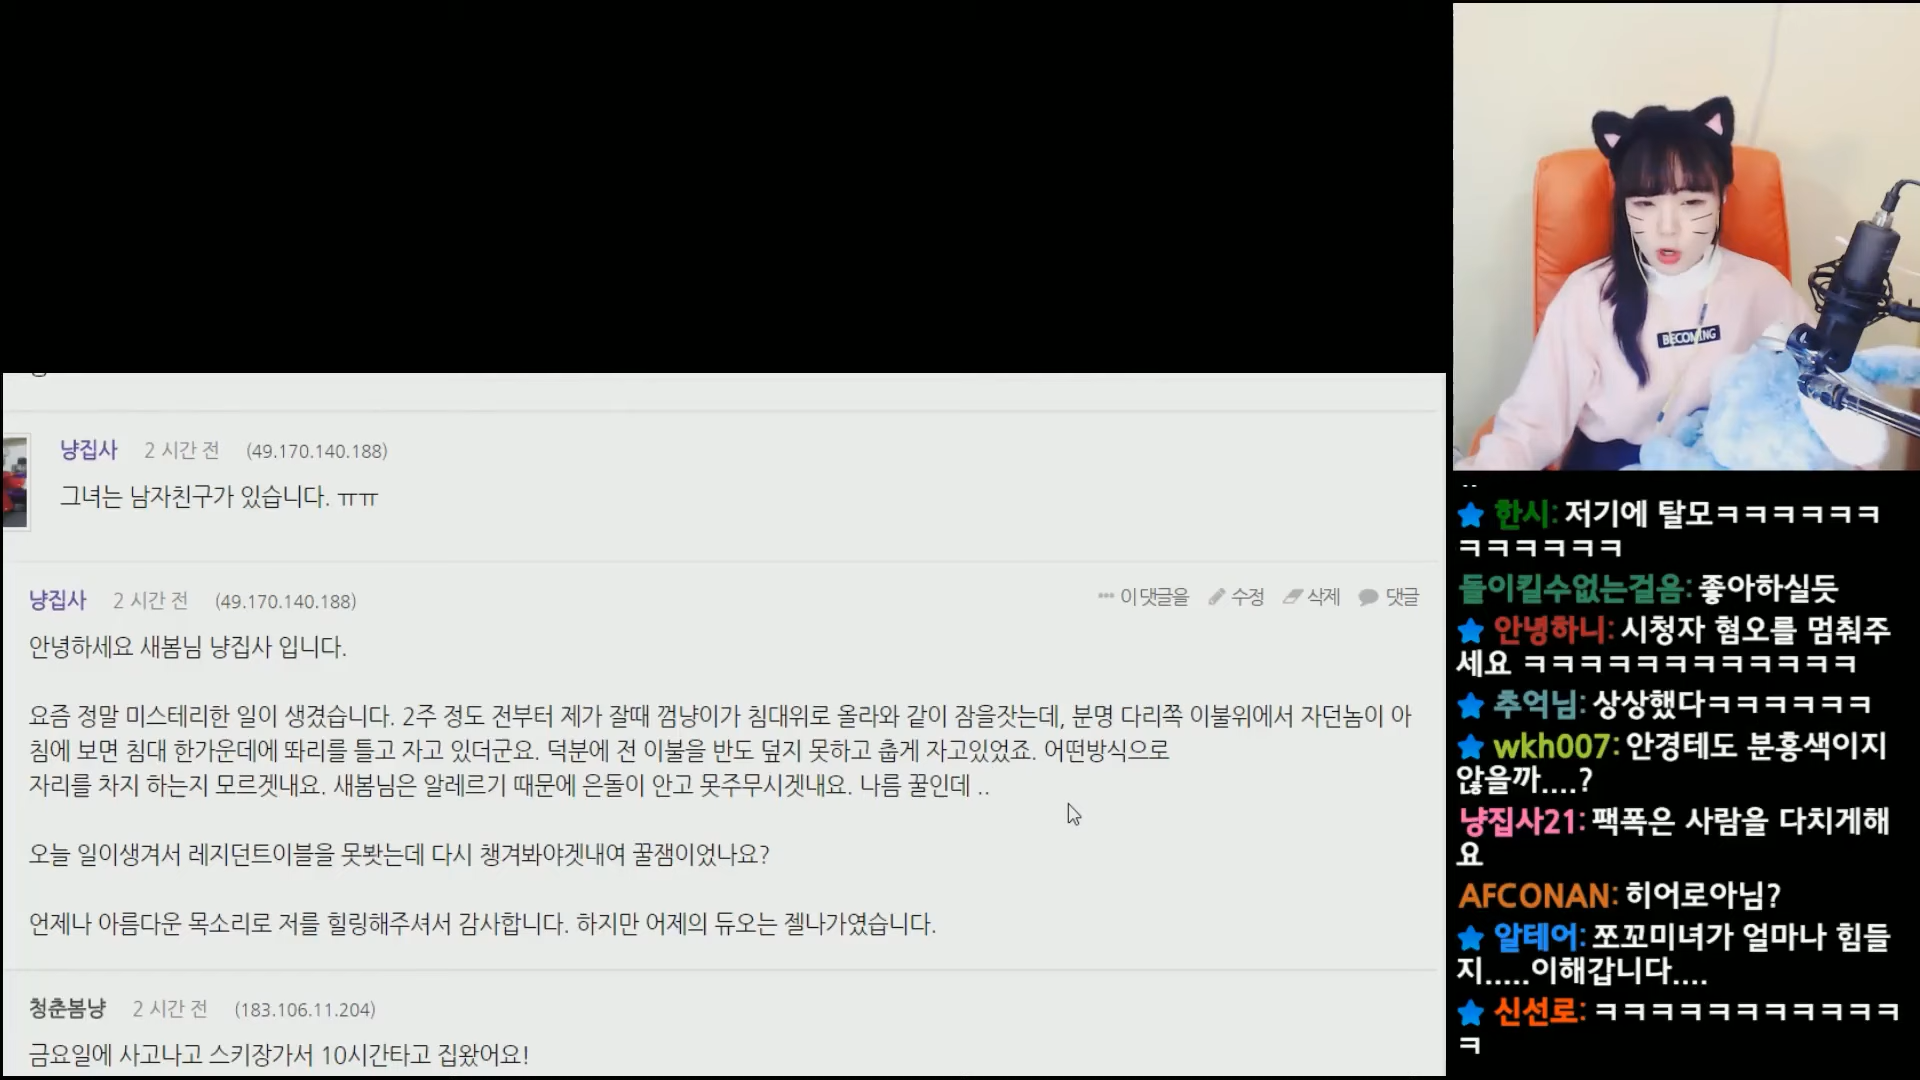 냥집사 2 시간 전 (49.170.140.188)
그녀는 남자친구가 있습니다. ㅠㅠ
냥집사 2 시간 전 (49.170.140.188)
••• 이 댓글을 수정 삭제 댓글
안녕하세요 새봄님 냥집사 입니다.
요즘 정말 미스테리한 일이 생겼습니다. 2주 정도 전부터 제가 잘때 껌냥이가 침대위로 올라와 같이 잠을잣는데, 분명 다리쪽 이불위에서 자던놈이 아
침에 보면 침대 한가운데에 똬리를 틀고 자고 있더군요. 덕분에 전 이불을 반도 덮지 못하고 춥게 자고있었죠. 어떤방식으로
자리를 차지 하는지 모르겟내요. 새봄님은 알레르기 때문에 은돌이 안고 못주무시겟내요. 나름 꿀인데 ..
오늘 일이생겨서 레지던트이블을 못봣는데 다시 챙겨봐야겟내여 꿀잼이었나요?
언제나 아름다운 목소리로 저를 힐링해주셔서 감사합니다. 하지만 어제의 듀오는 젤나가였습니다.
청춘봄냥 2 시간 전 (183.106.11.204)
금요일에 사고나고 스키장가서 10시간타고 집왔어요!
BECOMING
한시: 저기에 탈모ㅋㅋㅋㅋㅋㅋ
ㅋㅋㅋㅋㅋㅋ
돌이킬수없는걸음: 좋아하실듯
안녕하니: 시청자 혐오를 멈춰주
세요 ㅋㅋㅋㅋㅋㅋㅋㅋㅋㅋㅋㅋ
추억님: 상상했다ㅋㅋㅋㅋㅋㅋ
wkh007: 안경테도 분홍색이지
않을까....?
냥집사21: 팩폭은 사람을 다치게해
요
AFCONAN: 히어로아님?
알테어: 쪼꼬미녀가 얼마나 힘들
지.....이해갑니다....
신선로: ㅋㅋㅋㅋㅋㅋㅋㅋㅋㅋㅋ
ㅋ